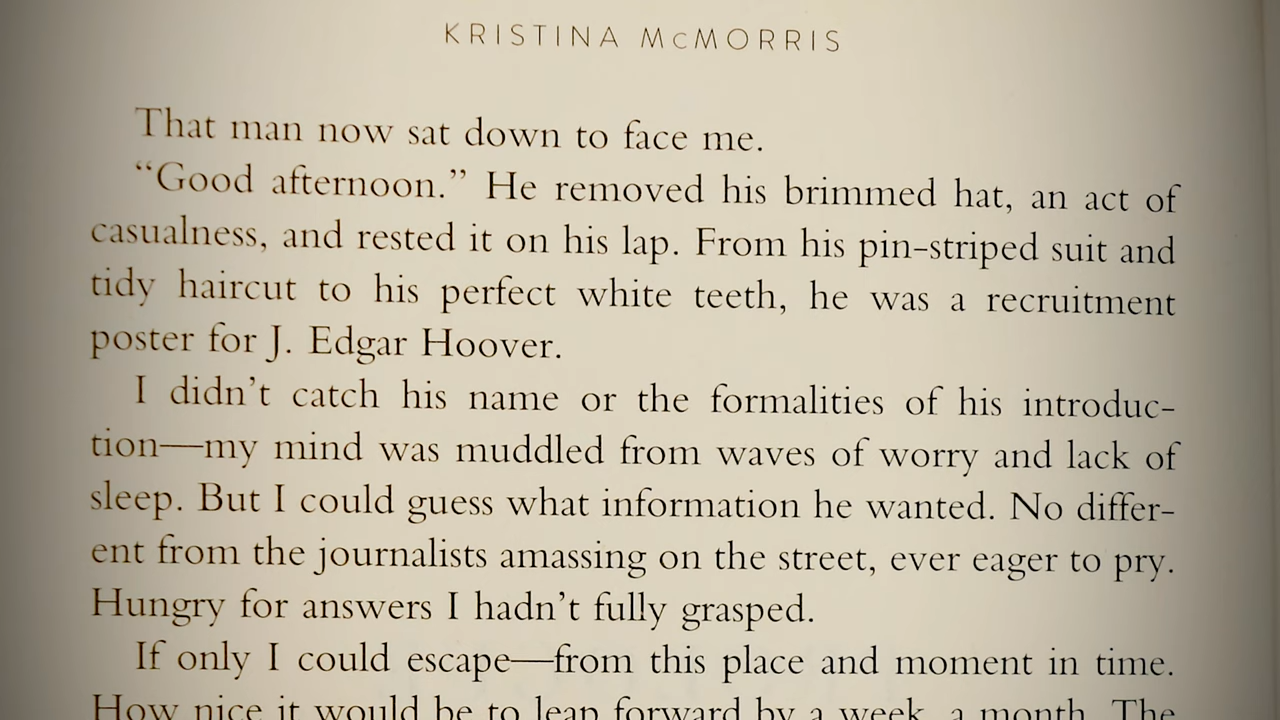 KRISTINA McMORRIS
That man now sat down to face me.
“Good afternoon.” He removed his brimmed hat, an act of
casualness, and rested it on his lap. From his pin-striped suit and
tidy haircut to his perfect white teeth, he was a recruitment
poster for J. Edgar Hoover.
I didn’t catch his name or the formalities of his introduc-
tion—my mind was muddled from waves of worry and lack of
sleep. But I could guess what information he wanted. No differ-
ent from the journalists amassing on the street, ever eager to pry.
Hungry for answers I hadn’t fully grasped.
If only I could escape—from this place and moment in time.
How nice it would be to leap forward by a week, a month. The